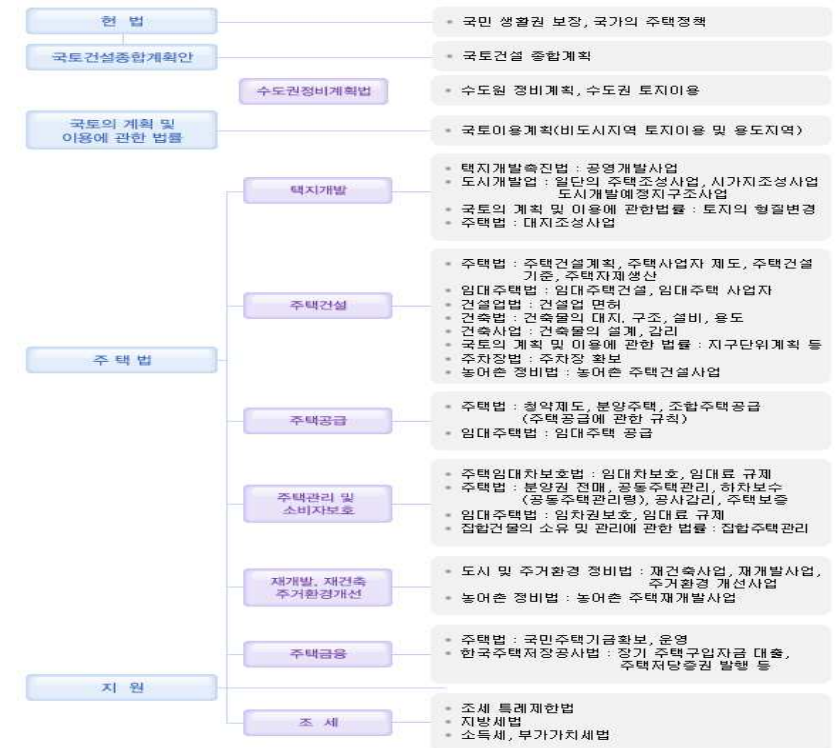 헌 법
• 국민 생활권 보장, 국가의 주택정책
국토건설종합계획안
• 국토건설 종합계획
수도권정비계획법
• 수도원 정비계획, 수도권 토지이용
국토의 계획 및
이용에 관한 법률
• 국토이용계획(비도시지역 토지이용 및 용도지역)
택지개발
• 택지개발촉진법 : 공영개발사업
• 도시개발업 : 일단의 주택조성사업, 시가지조성사업
도시개발예정지구조사업
• 국토의 계획 및 이용에 관한법률 : 토지의 형질변경
• 주택법 : 대지조성사업
주택건설
• 주택법 : 주택건설계획, 주택사업자 제도, 주택건설
기준, 주택자재생산
• 임대주택법 : 임대주택건설, 임대주택 사업자
• 건설업법 : 건설업 면허
• 건축법 : 건축물의 대지, 구조, 설비, 용도
• 건축사업 : 건축물의 설계, 감리
• 국토의 계획 및 이용에 관한 법률 : 지구단위계획 등
• 주차장법 : 주차장 확보
• 농어촌 정비법 : 농어촌 주택건설사업
주 택 법
주택공급
• 주택법 : 청약제도, 분양주택, 조합주택공급
(주택공급에 관한 규칙)
• 임대주택법 : 임대주택 공급
주택관리 및
소비자보호
• 주택임대차보호법 : 임대차보호, 임대료 규제
• 주택법 : 분양권 전매, 공동주택관리, 하차보수
(공동주택관리령), 공사감리, 주택보증
• 임대주택법 : 임차권보호, 임대료 규제
• 집합건물의 소유 및 관리에 관한 법률 : 집합주택관리
재개발, 재건축
주거환경개선
• 도시 및 주거환경 정비법 : 재건축사업, 재개발사업,
주거환경 개선사업
• 농어촌 정비법 : 농어촌 주택재개발사업
주택금융
• 주택법 : 국민주택기금확보, 운영
• 한국주택저장공사법 : 장기 주택구입자금 대출,
주택저당증권 발행 등
지 원
조 세
• 조세 특례제한법
• 지방세법
• 소득세, 부가가치세법